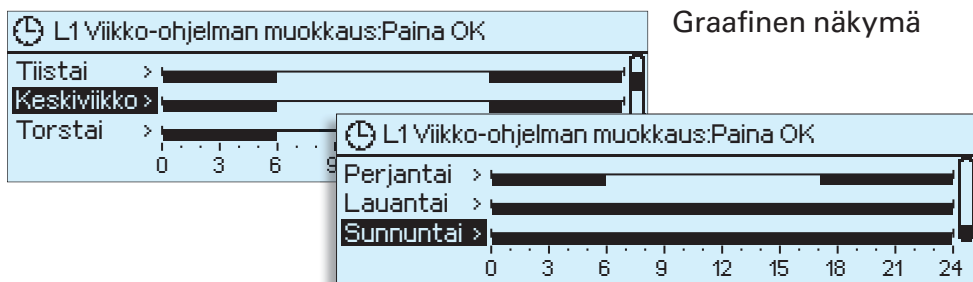 Graafinen näkymä
L1 Viikko-ohjelman muokkaus:Paina OK
Tiistai >
Keskiviikko >
Torstai >
0 3 6 9
L1 Viikko-ohjelman muokkaus:Paina OK
Perjantai >
Lauantai >
Sunnuntai >
0 3 6 9 12 15 18 21 24